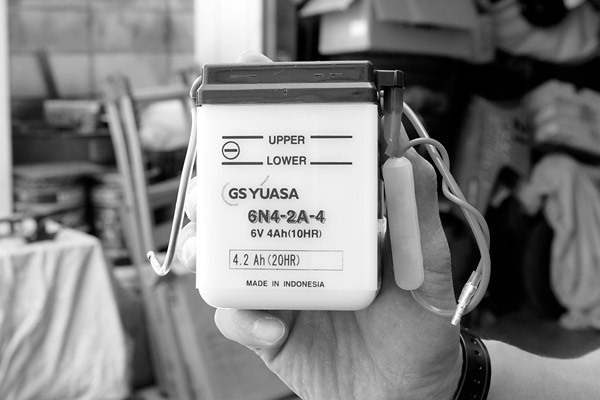 UPPER
LOWER
GS YUASA
6N4-2A-4
6V 4Ah(10HR)
4.2 Ah(20HR)
MADE IN INDONESIA